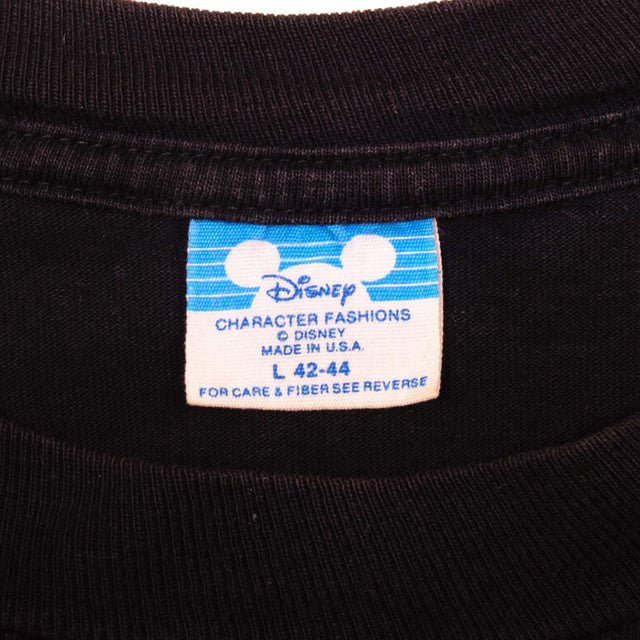 Disney
CHARACTER FASHIONS
© DISNEY
MADE IN U.S.A.
L 42-44
FOR CARE & FIBER SEE REVERSE